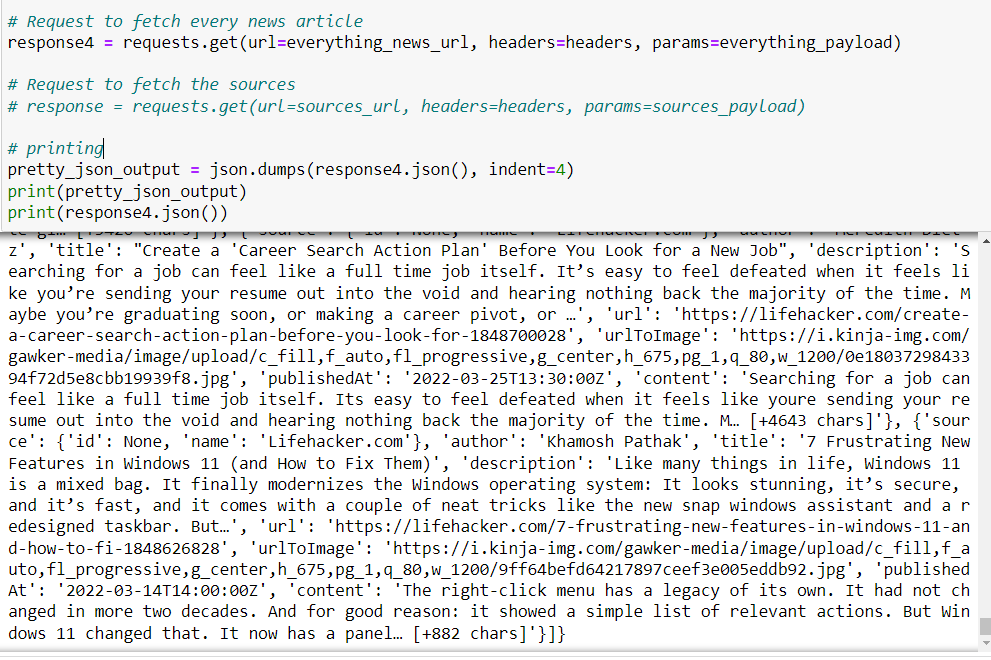 # Request to fetch every news article
response4 = requests.get(url=everything_news_url, headers=headers, params=everything_payload)
# Request to fetch the sources
# response = requests.get(url=sources_url, headers=headers, params=sources_payload)
# printing
pretty_json_output = json.dumps(response4.json(), indent=4)
print(pretty_json_output)
print(response4.json())
z', 'title': "Create a 'Career Search Action Plan' Before You Look for a New Job", 'description': 'S
earching for a job can feel like a full time job itself. It’s easy to feel defeated when it feels li
ke you’re sending your resume out into the void and hearing nothing back the majority of the time. M
aybe you’re graduating soon, or making a career pivot, or …', 'url': 'https://lifehacker.com/create-
a-career-search-action-plan-before-you-look-for-1848700028', 'urlToImage': 'https://i.kinja-img.com/
gawker-media/image/upload/c_fill,f_auto,fl_progressive,g_center,h_675,pg_1,q_80,w_1200/0e18037298433
94f72d5e8cbb19939f8.jpg', 'publishedAt': '2022-03-25T13:30:00Z', 'content': 'Searching for a job can
feel like a full time job itself. Its easy to feel defeated when it feels like youre sending your re
sume out into the void and hearing nothing back the majority of the time. M… [+4643 chars]'}, {'sour
ce': {'id': None, 'name': 'Lifehacker.com'}, 'author': 'Khamosh Pathak', 'title': '7 Frustrating New
Features in Windows 11 (and How to Fix Them)', 'description': 'Like many things in life, Windows 11
is a mixed bag. It finally modernizes the Windows operating system: It looks stunning, it’s secure,
and it’s fast, and it comes with a couple of neat tricks like the new snap windows assistant and a r
edesigned taskbar. But…', 'url': 'https://lifehacker.com/7-frustrating-new-features-in-windows-11-an
d-how-to-fi-1848626828', 'urlToImage': 'https://i.kinja-img.com/gawker-media/image/upload/c_fill,f_a
uto,fl_progressive,g_center,h_675,pg_1,q_80,w_1200/9ff64befd64217897ceef3e005eddb92.jpg', 'published
At': '2022-03-14T14:00:00Z', 'content': 'The right-click menu has a legacy of its own. It had not ch
anged in more two decades. And for good reason: it showed a simple list of relevant actions. But Win
dows 11 changed that. It now has a panel… [+882 chars]'}]}